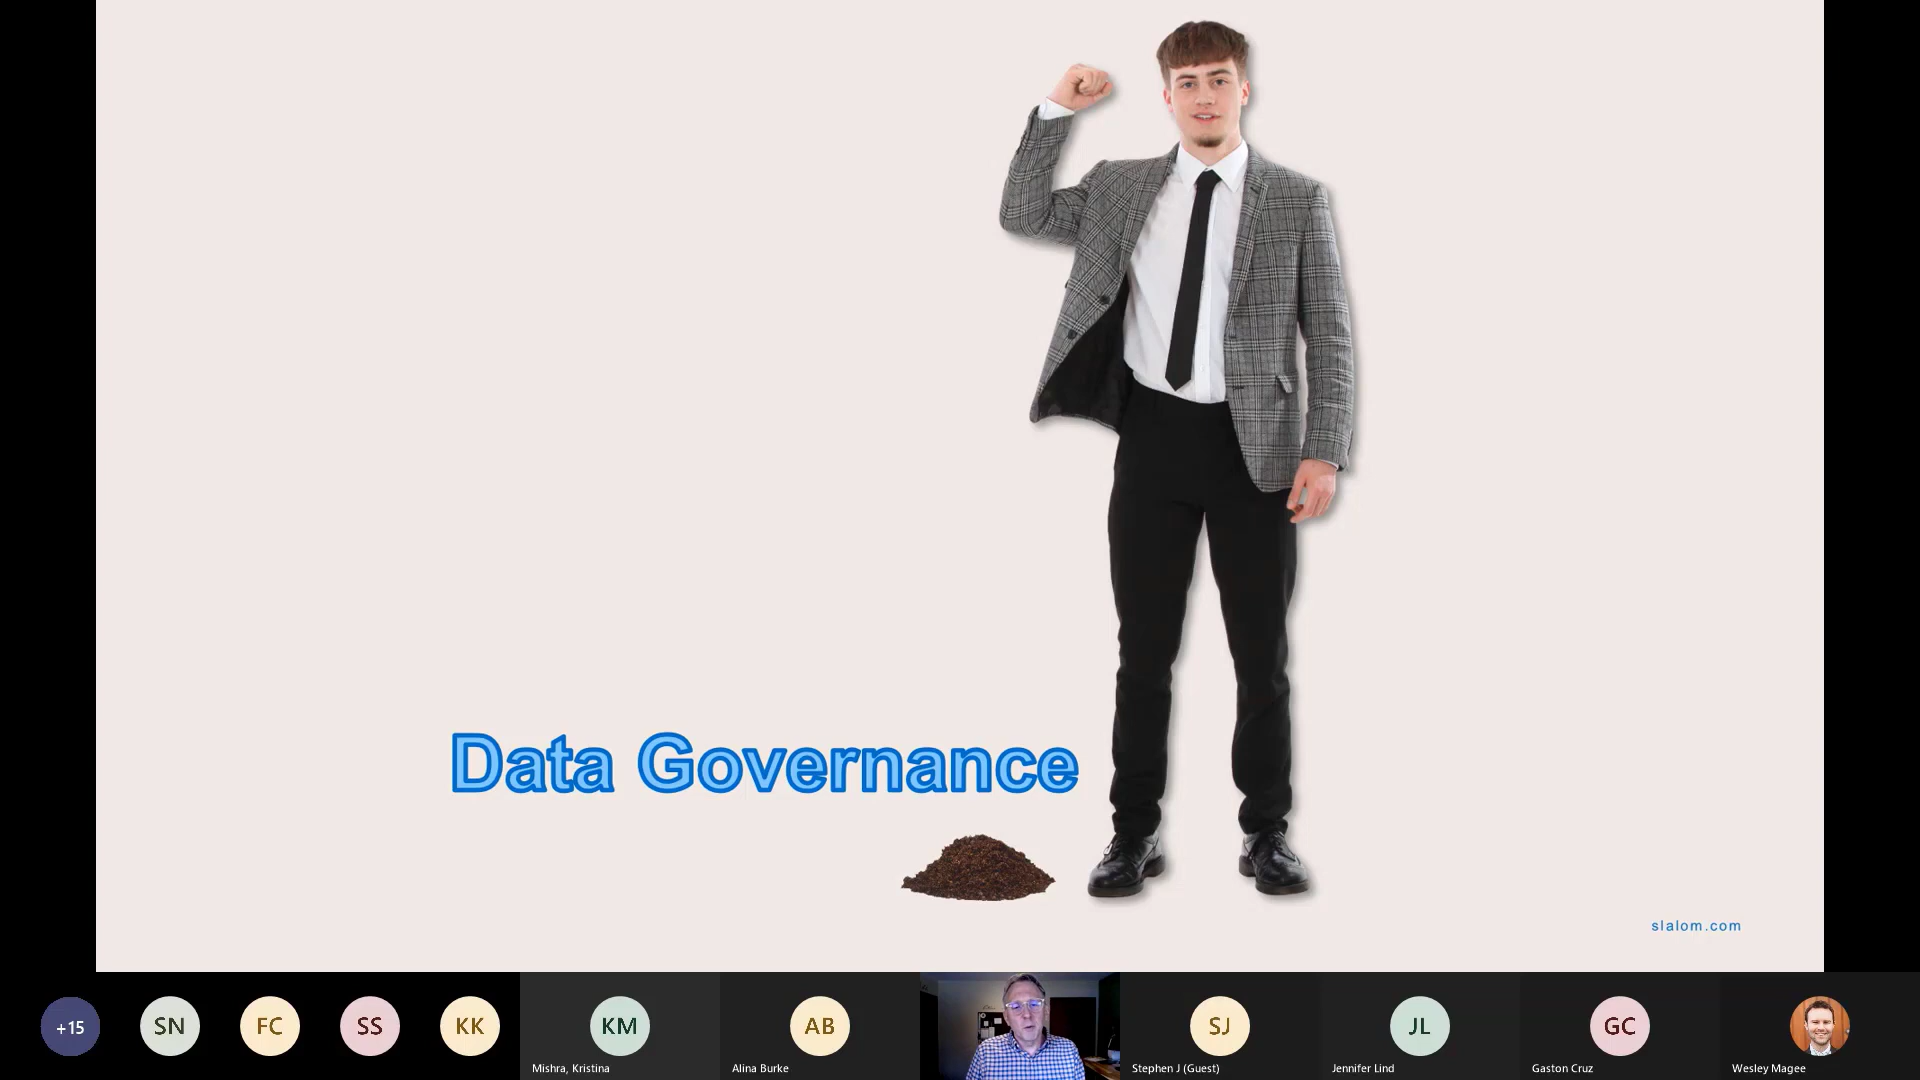 Data Governance
slalom.com
+15
SN
FC
SS
KK
KM
AB
SJ
JL
GC
Mishra, Kristina
Alina Burke
Stephen J (Guest)
Jennifer Lind
Gaston Cruz
Wesley Magee